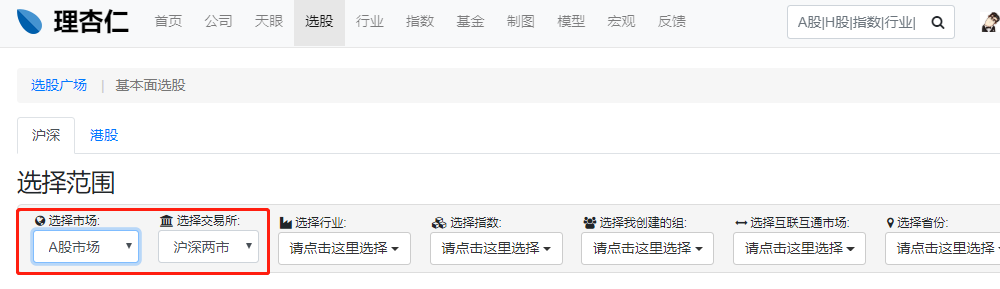 理杏仁 首页 公司 天眼 选股 行业 指数 基金 制图 模型 宏观 反馈 A股|H股|指数|行业|
选股广场 | 基本面选股
沪深 港股
选择范围
选择市场: 选择交易所: 选择行业: 选择指数: 选择我创建的组: 选择互联互通市场: 选择省份:
A股市场 沪深两市 请点击这里选择 请点击这里选择 请点击这里选择 请点击这里选择 请点击这里选择